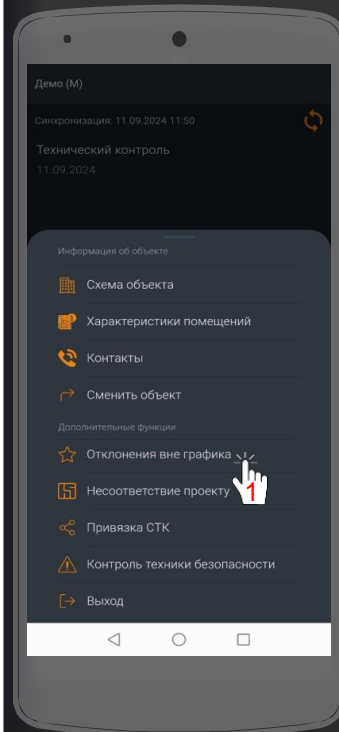 Демо (М)
Синхронизация: 11.09.2024 11:50
Технический контроль
11.09.2024
Информация об объекте
Схема объекта
Характеристики помещений
Контакты
Сменить объект
Дополнительные функции
Отклонения вне графика
Несоответствие проекту
1
Привязка СТК
Контроль техники безопасности
Выход